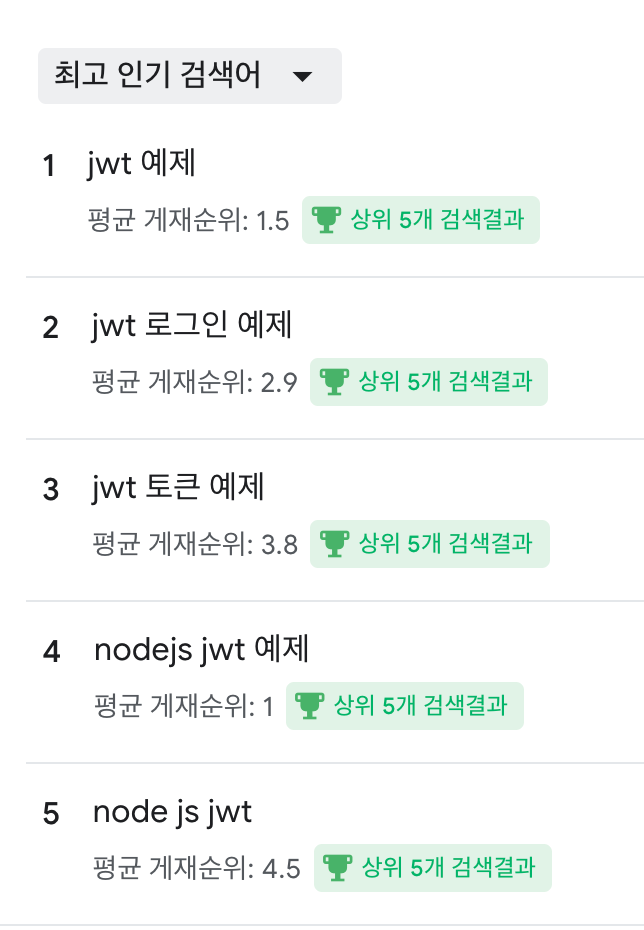 최고 인기 검색어
1 jwt 예제
평균 게재순위: 1.5 상위 5개 검색결과
2 jwt 로그인 예제
평균 게재순위: 2.9 상위 5개 검색결과
3 jwt 토큰 예제
평균 게재순위: 3.8 상위 5개 검색결과
4 nodejs jwt 예제
평균 게재순위: 1 상위 5개 검색결과
5 node js jwt
평균 게재순위: 4.5 상위 5개 검색결과